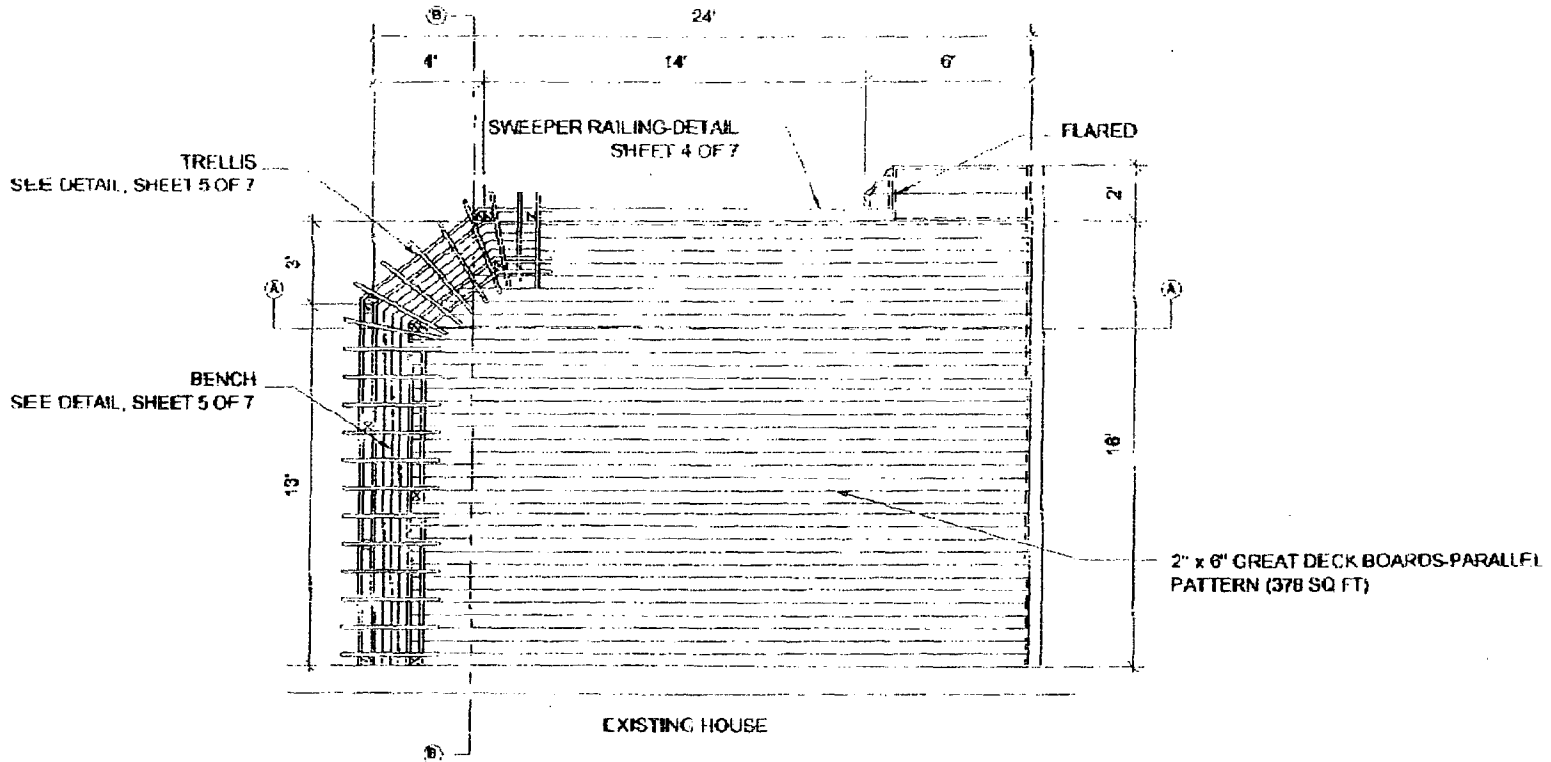 B
24'
4'
14'
6'
SWEEPER RAILING-DETAIL
SHEET 4 OF 7
FLARED
TRELLIS
SEE DETAIL, SHEET 5 OF 7
2'
3'
A
A
BENCH
SEE DETAIL, SHEET 5 OF 7
13'
16'
2" x 6" GREAT DECK BOARDS-PARALLEL
PATTERN (378 SQ FT)
EXISTING HOUSE
B